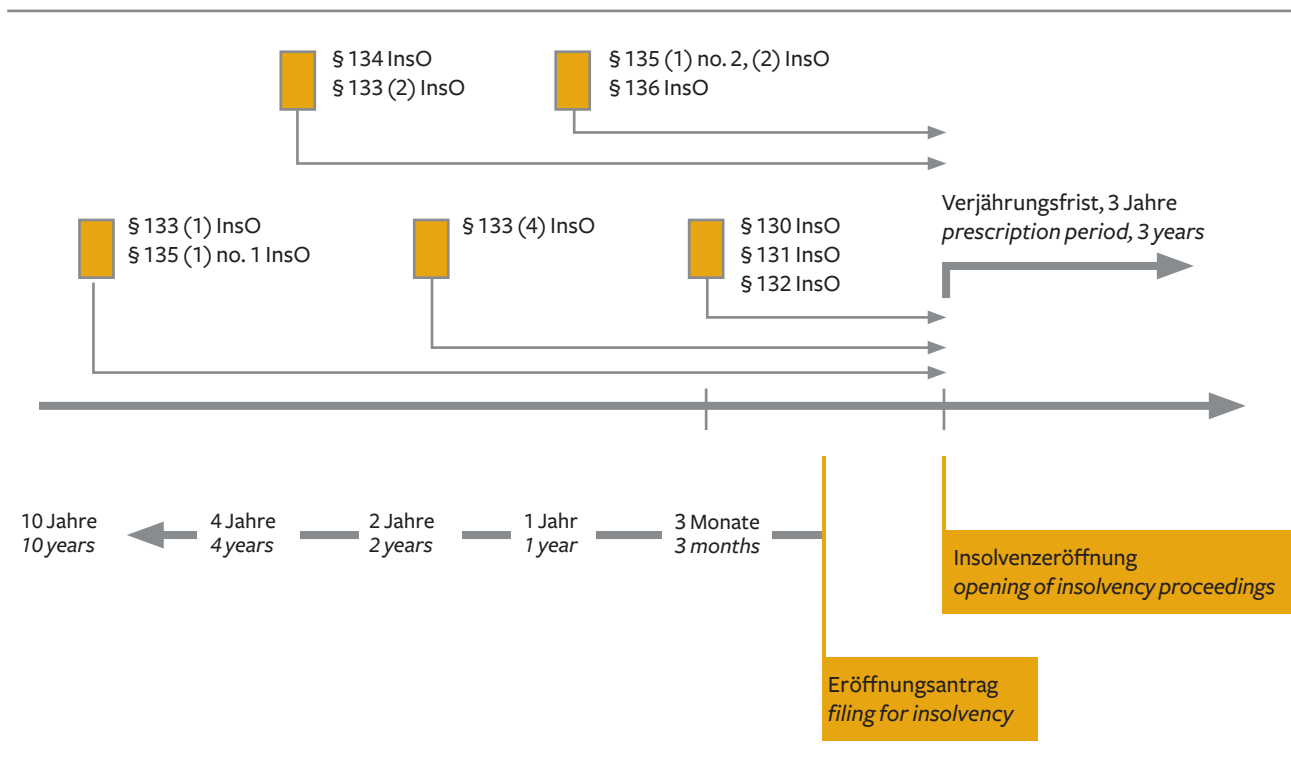 § 134 InsO
§ 133 (2) InsO
§ 135 (1) no. 2, (2) InsO
§ 136 InsO
§ 133 (1) InsO
§ 135 (1) no. 1 InsO
§ 133 (4) InsO
§ 130 InsO
§ 131 InsO
§ 132 InsO
Verjährungsfrist, 3 Jahre
prescription period, 3 years
10 Jahre
10 years
4 Jahre
4 years
2 Jahre
2 years
1 Jahr
1 year
3 Monate
3 months
Insolvenzeröffnung
opening of insolvency proceedings
Eröffnungsantrag
filing for insolvency